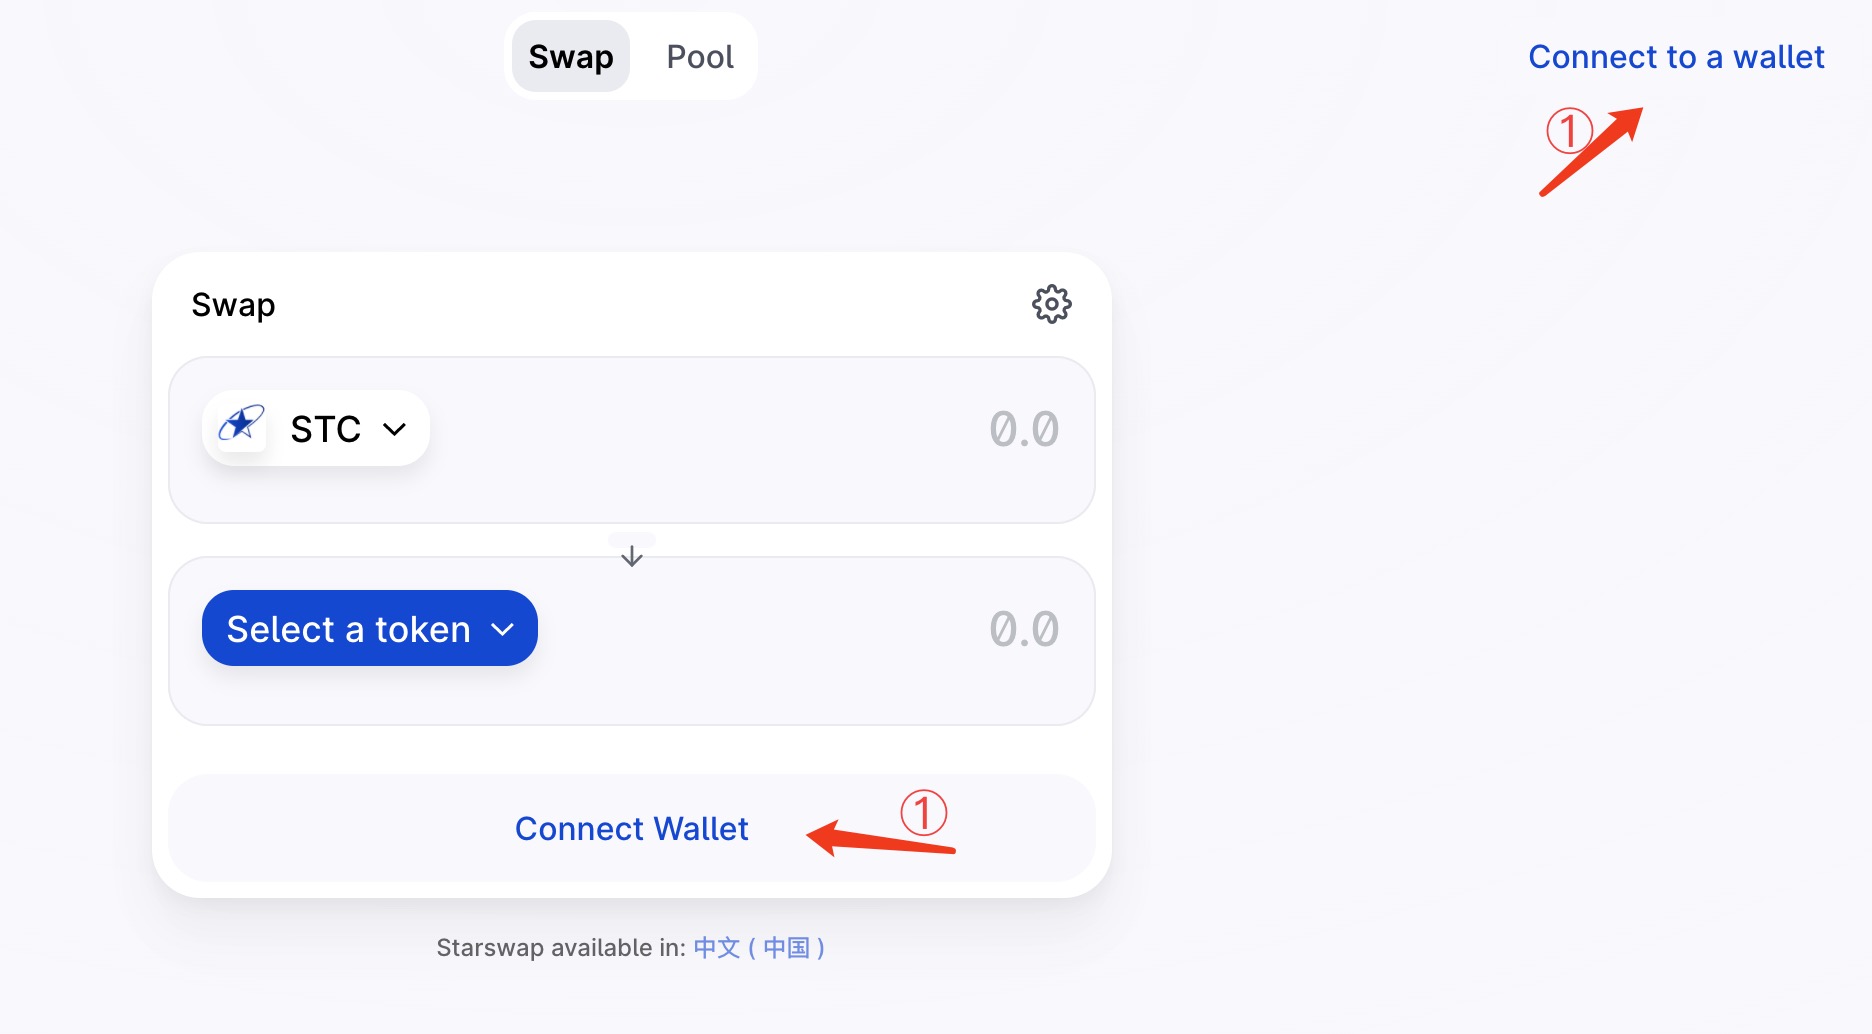 Swap Pool Connect to a wallet
①
Swap
STC 0.0
Select a token 0.0
Connect Wallet ①
Starswap available in: 中文 ( 中国 )